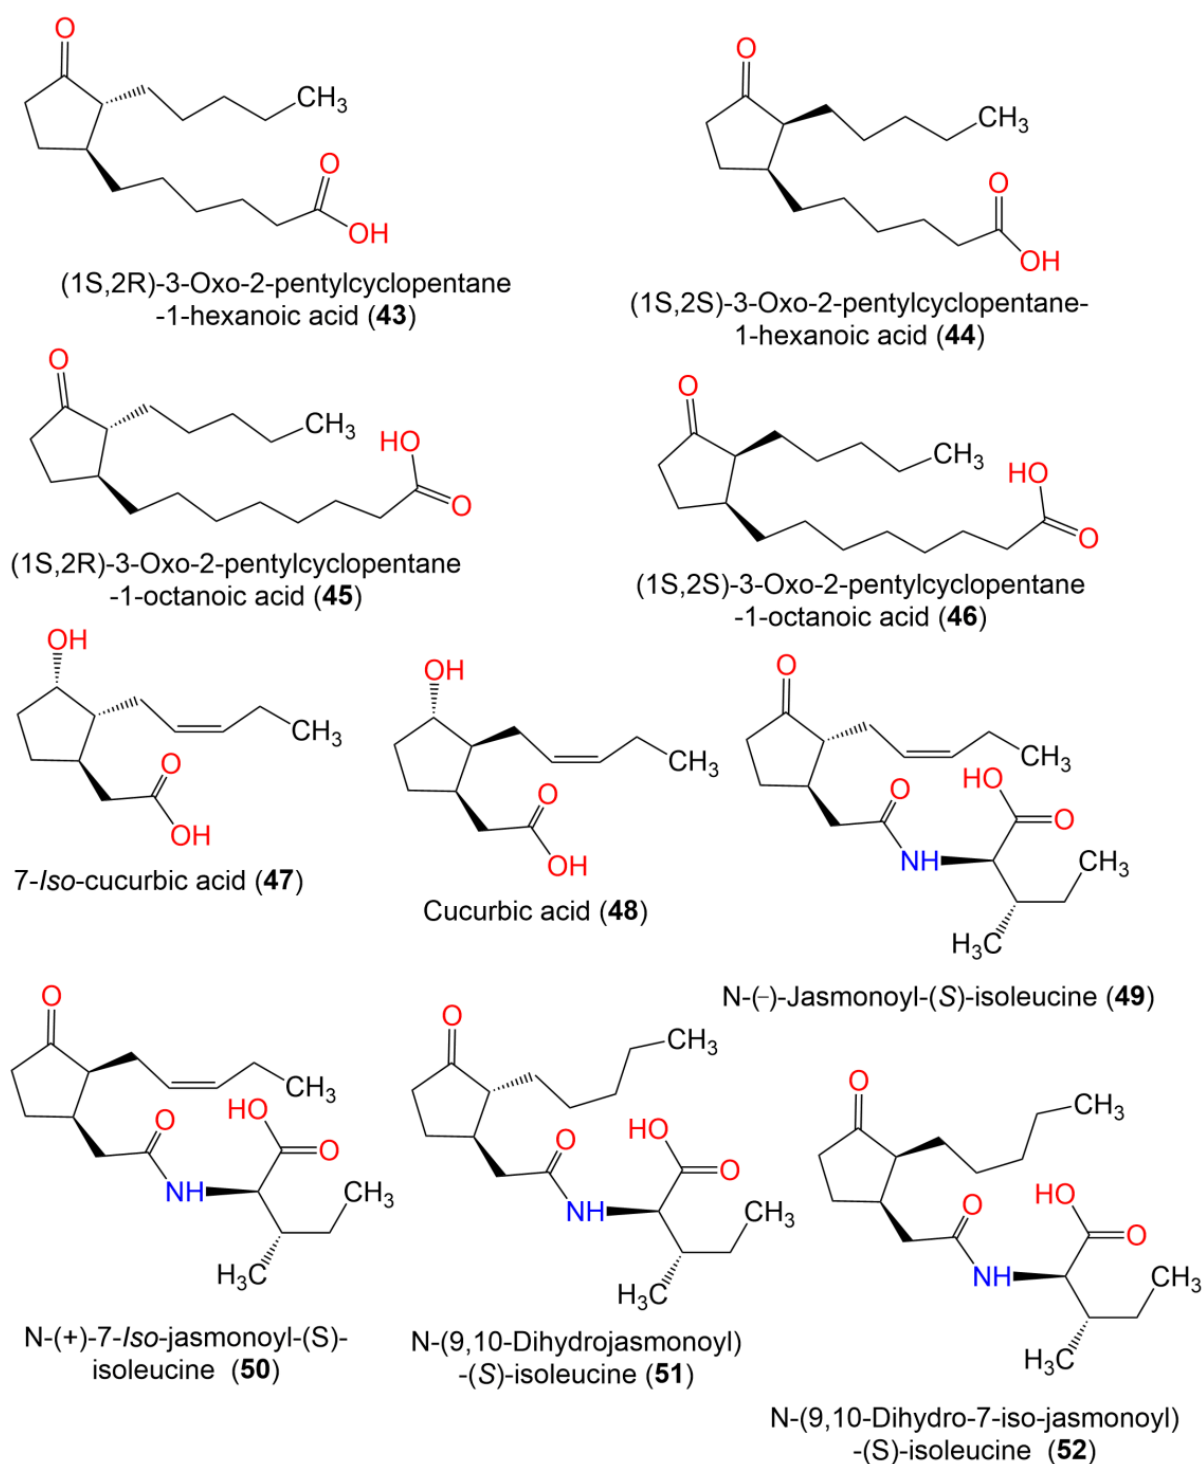 O
CH₃
O
OH
(1S,2R)-3-Oxo-2-pentylcyclopentane
-1-hexanoic acid (43)
O
CH₃
O
OH
(1S,2S)-3-Oxo-2-pentylcyclopentane-
1-hexanoic acid (44)
O
CH₃
HO
O
(1S,2R)-3-Oxo-2-pentylcyclopentane
-1-octanoic acid (45)
O
CH₃
HO
O
(1S,2S)-3-Oxo-2-pentylcyclopentane
-1-octanoic acid (46)
OH
CH₃
O
OH
7-Iso-cucurbic acid (47)
OH
CH₃
O
OH
Cucurbic acid (48)
O
CH₃
HO
O
O
NH
CH₃
H₃C
N-(-)-Jasmonoyl-(S)-isoleucine (49)
O
CH₃
HO
O
O
NH
CH₃
H₃C
N-(+)-7-Iso-jasmonoyl-(S)-
isoleucine (50)
O
CH₃
HO
O
O
NH
CH₃
H₃C
N-(9,10-Dihydrojasmonoyl)
-(S)-isoleucine (51)
O
CH₃
HO
O
O
NH
CH₃
H₃C
N-(9,10-Dihydro-7-iso-jasmonoyl)
-(S)-isoleucine (52)